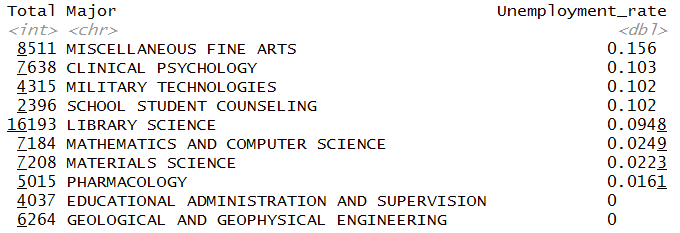 Total Major Unemployment_rate
<int> <chr> <dbl>
8511 MISCELLANEOUS FINE ARTS 0.156
7638 CLINICAL PSYCHOLOGY 0.103
4315 MILITARY TECHNOLOGIES 0.102
2396 SCHOOL STUDENT COUNSELING 0.102
16193 LIBRARY SCIENCE 0.0948
7184 MATHEMATICS AND COMPUTER SCIENCE 0.0249
7208 MATERIALS SCIENCE 0.0223
5015 PHARMACOLOGY 0.0161
4037 EDUCATIONAL ADMINISTRATION AND SUPERVISION 0
6264 GEOLOGICAL AND GEOPHYSICAL ENGINEERING 0